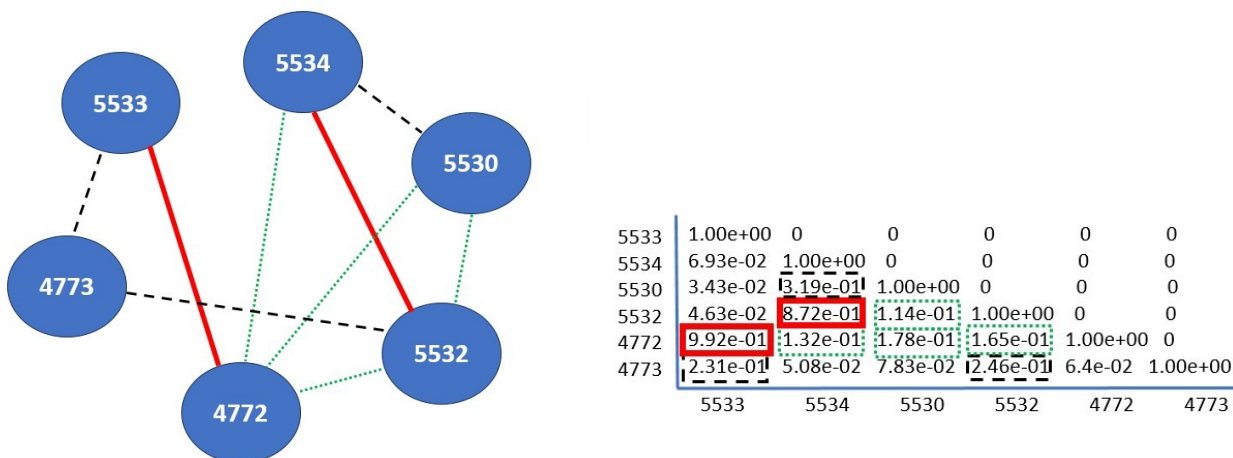 5534
5533
5530
4773
5532
4772
5533 1.00e+00 0 0 0 0 0
5534 6.93e-02 1.00e+00 0 0 0 0
5530 3.43e-02 3.19e-01 1.00e+00 0 0 0
5532 4.63e-02 8.72e-01 1.14e-01 1.00e+00 0 0
4772 9.92e-01 1.32e-01 1.78e-01 1.65e-01 1.00e+00 0
4773 2.31e-01 5.08e-02 7.83e-02 2.46e-01 6.4e-02 1.00e+00
5533 5534 5530 5532 4772 4773